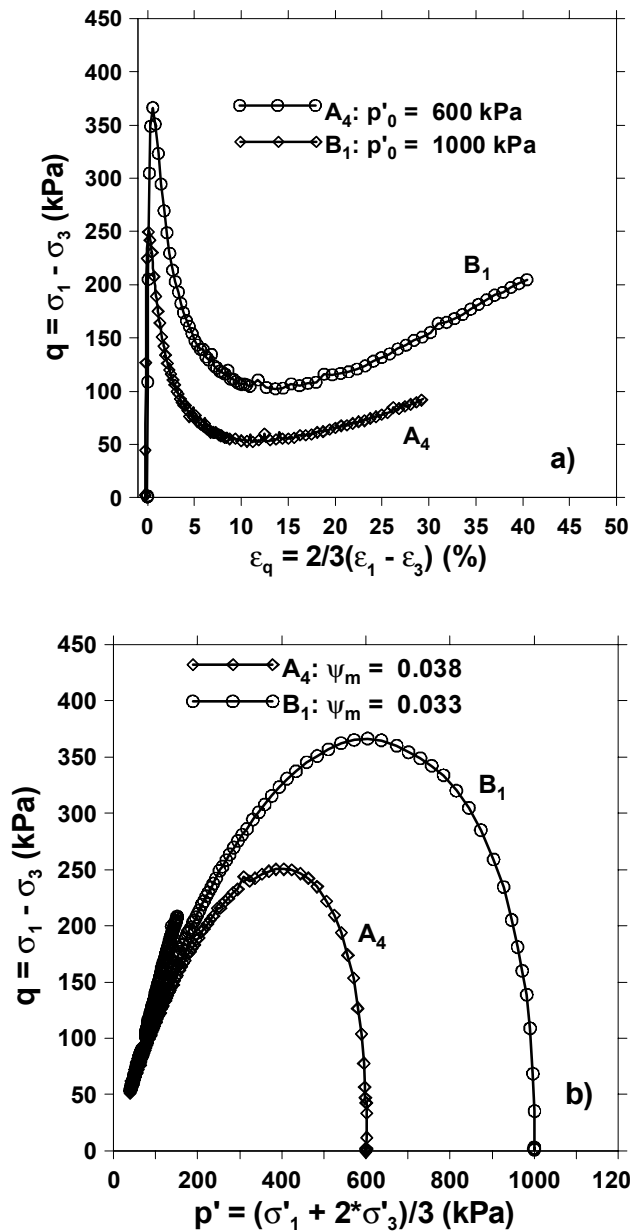 450
400
350
300
250
200
150
100
50
0
q = σ1 - σ3 (kPa)
A4: p'0 = 600 kPa
B1: p'0 = 1000 kPa
B1
A4
a)
0 5 10 15 20 25 30 35 40 45 50
εq = 2/3(ε1 - ε3) (%)
450
400
350
300
250
200
150
100
50
0
q = σ1 - σ3 (kPa)
A4: ψm = 0.038
B1: ψm = 0.033
B1
A4
b)
0 200 400 600 800 1000 120
p' = (σ'1 + 2*σ'3)/3 (kPa)